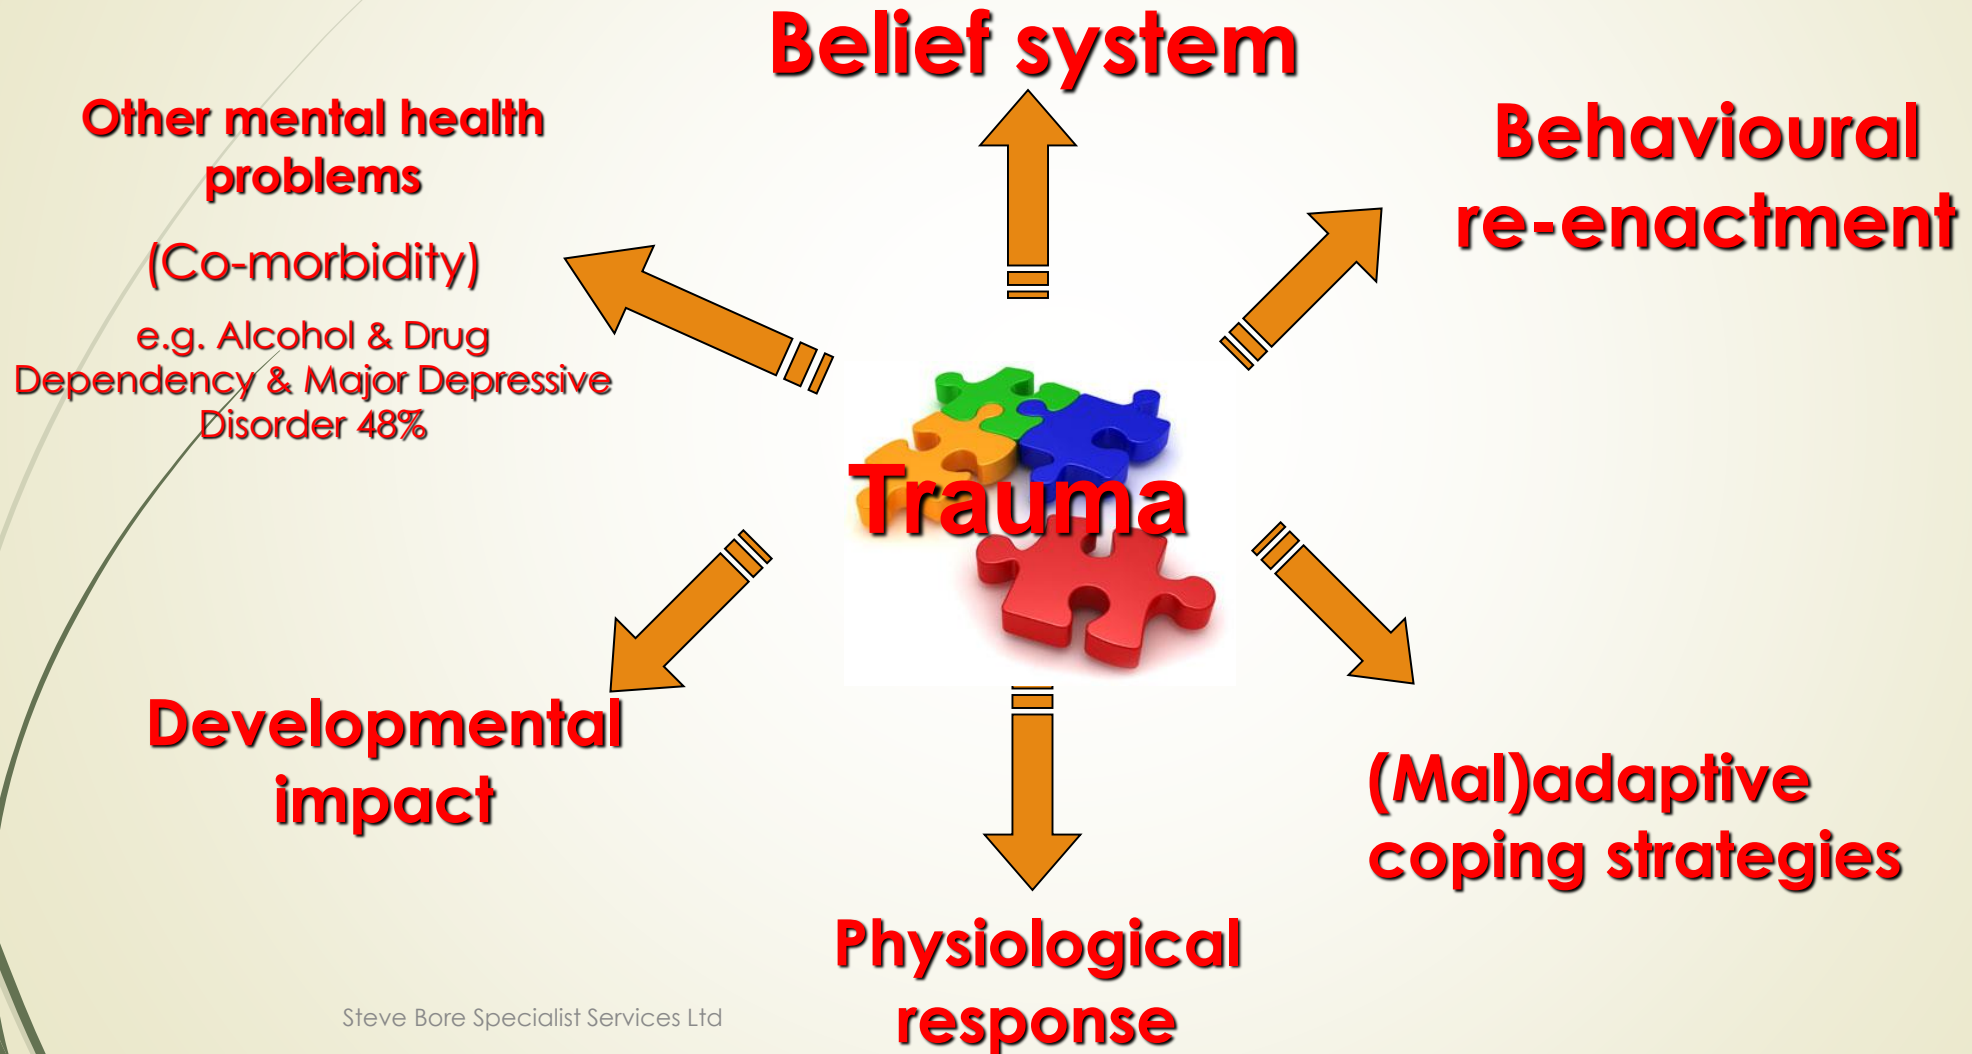 Belief system
Other mental health
problems
(Co-morbidity)
e.g. Alcohol & Drug
Dependency & Major Depressive
Disorder 48%
Behavioural
re-enactment
Trauma
Developmental
impact
(Mal)adaptive
coping strategies
Physiological
response
Steve Bore Specialist Services Ltd